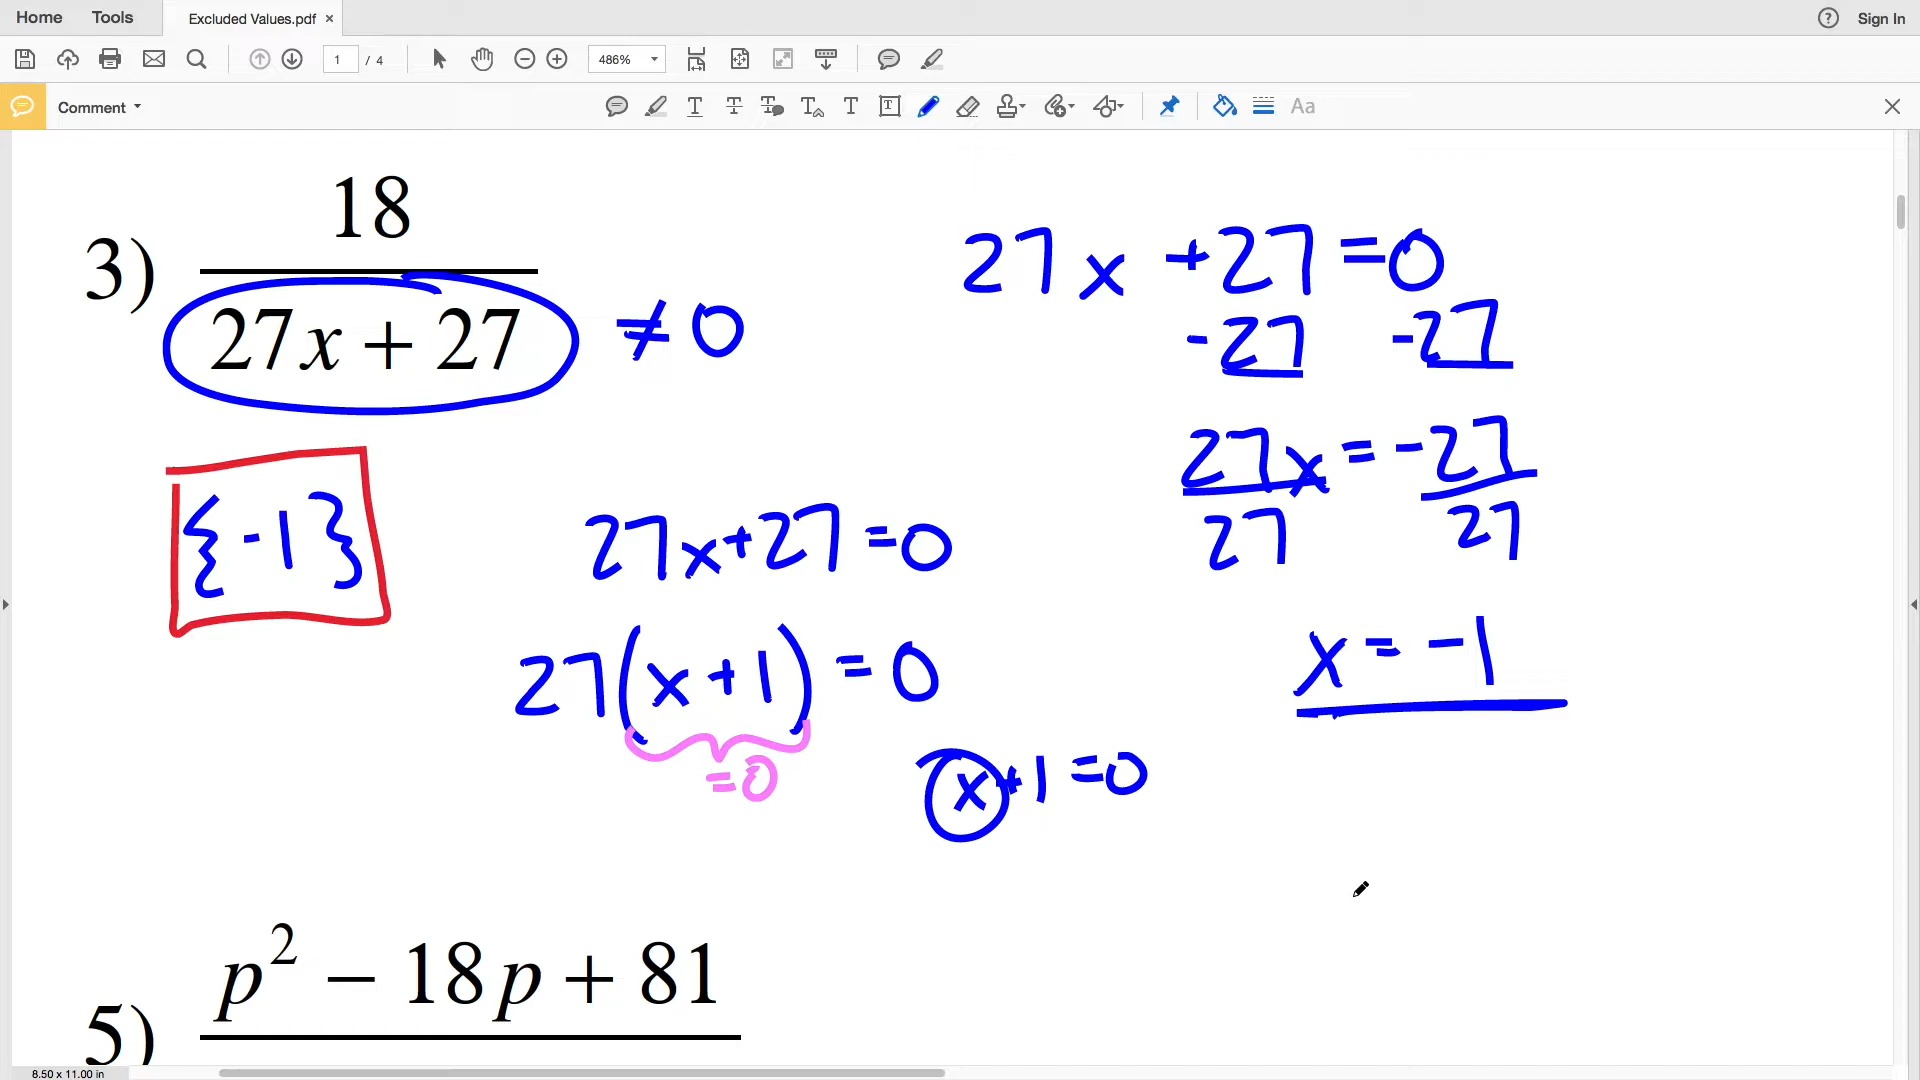 Home Tools Excluded Values.pdf × ? Sign In
1 / 4 486%
Comment T T T T T T Aa
3) 18
27x + 27 ≠ 0
27x + 27 = 0
-27 -27
27x = -27
27 27
x = -1
{-1}
27x+27 = 0
27(x+1) = 0
= 0
x+1 = 0
5) p² − 18p + 81
8.50 x 11.00 in